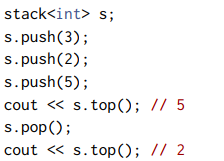 stack<int> s;
s.push(3);
s.push(2);
s.push(5);
cout << s.top(); // 5
s.pop();
cout << s.top(); // 2